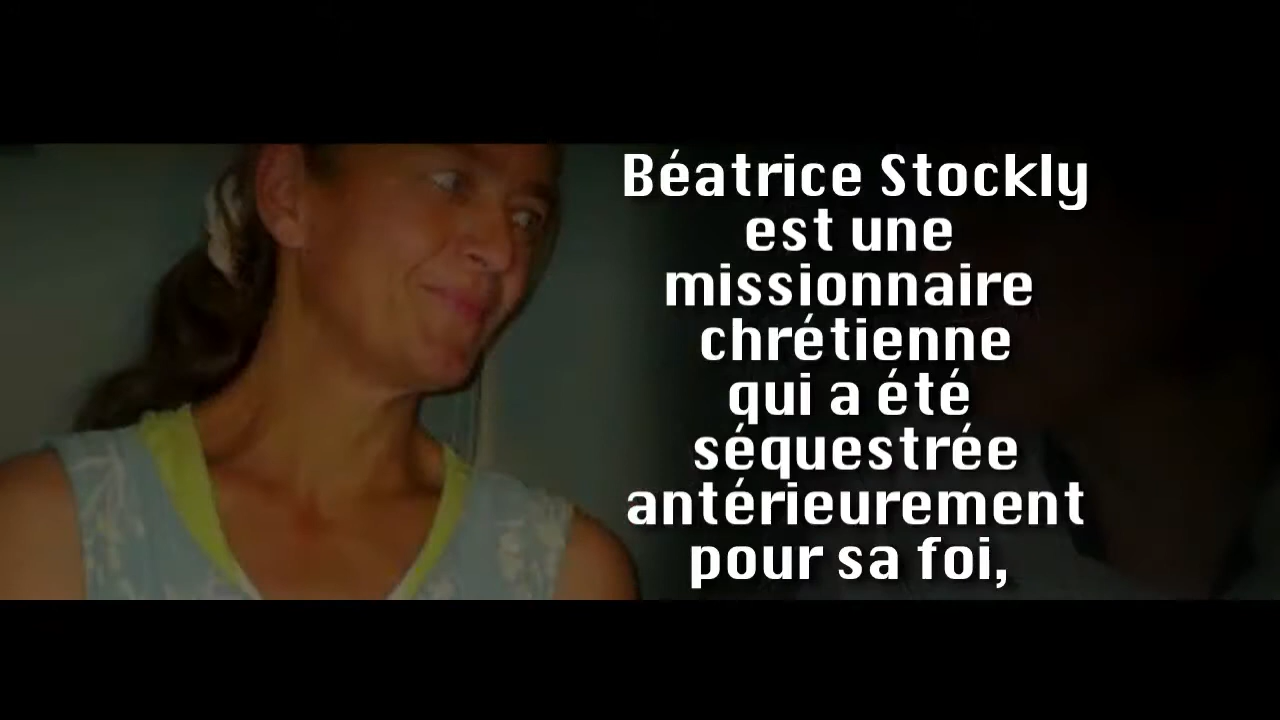 Béatrice Stockly
est une
missionnaire
chrétienne
qui a été
séquestrée
antérieurement
pour sa foi,